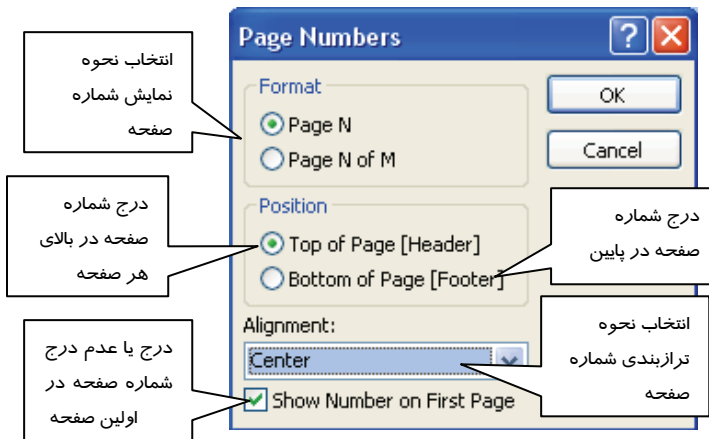 Page Numbers
انتخاب نحوه
نمایش شماره
صفحه
Format
Page N
Page N of M
OK
Cancel
درج شماره
صفحه در بالای
هر صفحه
Position
Top of Page [Header]
Bottom of Page [Footer]
درج شماره
صفحه در پایین
Alignment:
Center
انتخاب نحوه
ترازبندی شماره
صفحه
درج یا عدم درج
شماره صفحه در
اولین صفحه
Show Number on First Page